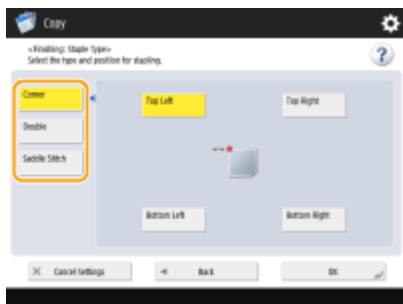 Copy
<Finishing: Staple Type>
Select the type and position for stapling.
Corner
Top Left
Top Right
Double
Saddle Stitch
Bottom Left
Bottom Right
Cancel Settings
Back
OK